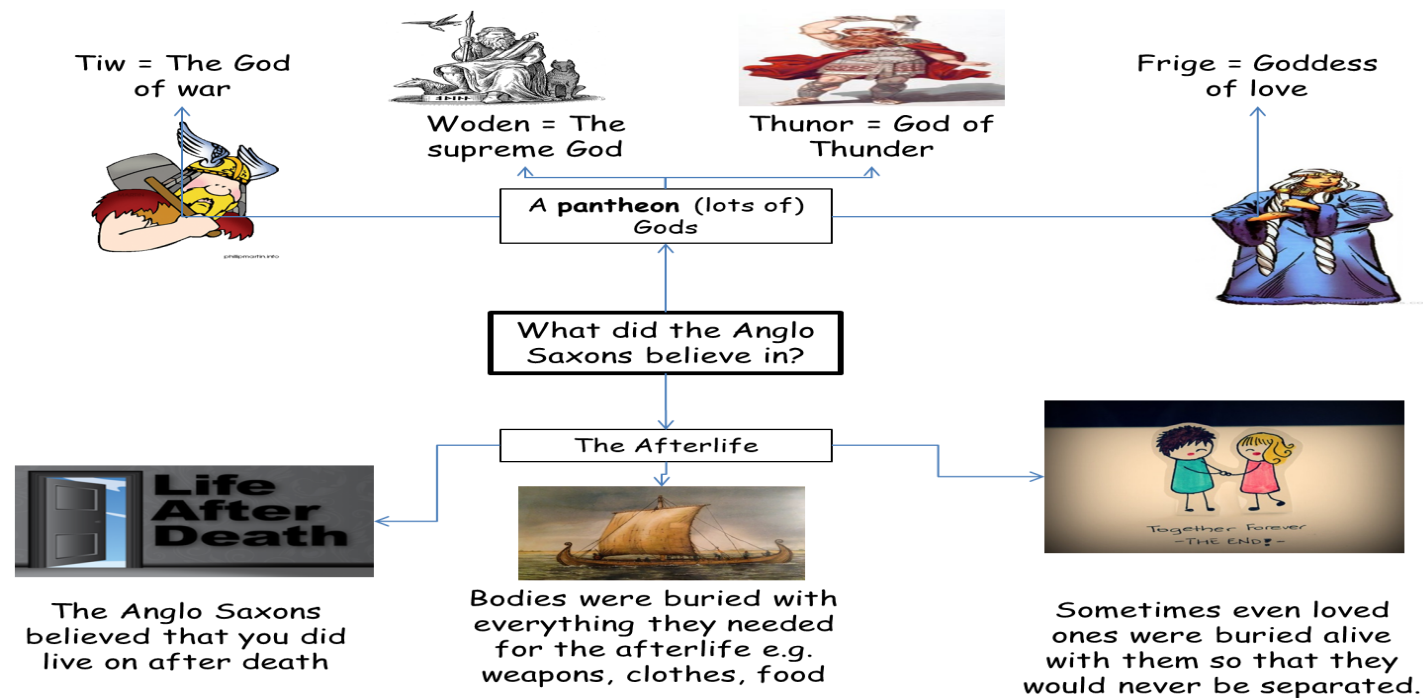 Tiw = The God
of war
Woden = The
supreme God
Thunor = God of
Thunder
Frige = Goddess
of love
phillipmartin.info
A pantheon (lots of)
Gods
What did the Anglo
Saxons believe in?
The Afterlife
Life
After
Death
Together Forever
-THE END!-
The Anglo Saxons
believed that you did
live on after death
Bodies were buried with
everything they needed
for the afterlife e.g.
weapons, clothes, food
Sometimes even loved
ones were buried alive
with them so that they
would never be separated.